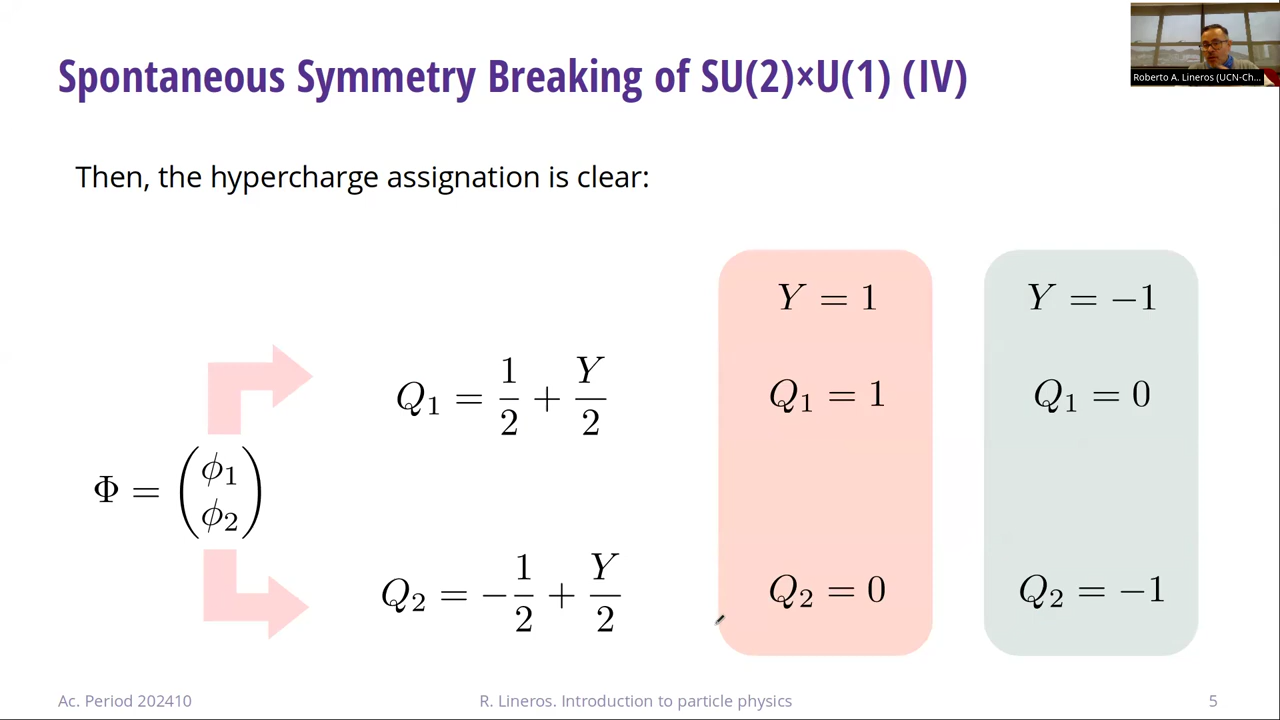 Spontaneous Symmetry Breaking of SU(2)×U(1) (IV)
Roberto A. Lineros (UCN-Ch...
Then, the hypercharge assignation is clear:
Y = 1
Y = −1
Q₁ = 1/2 + Y/2
Q₁ = 1
Q₁ = 0
Φ = (ϕ₁
ϕ₂)
Q₂ = −1/2 + Y/2
Q₂ = 0
Q₂ = −1
Ac. Period 202410
R. Lineros. Introduction to particle physics
5